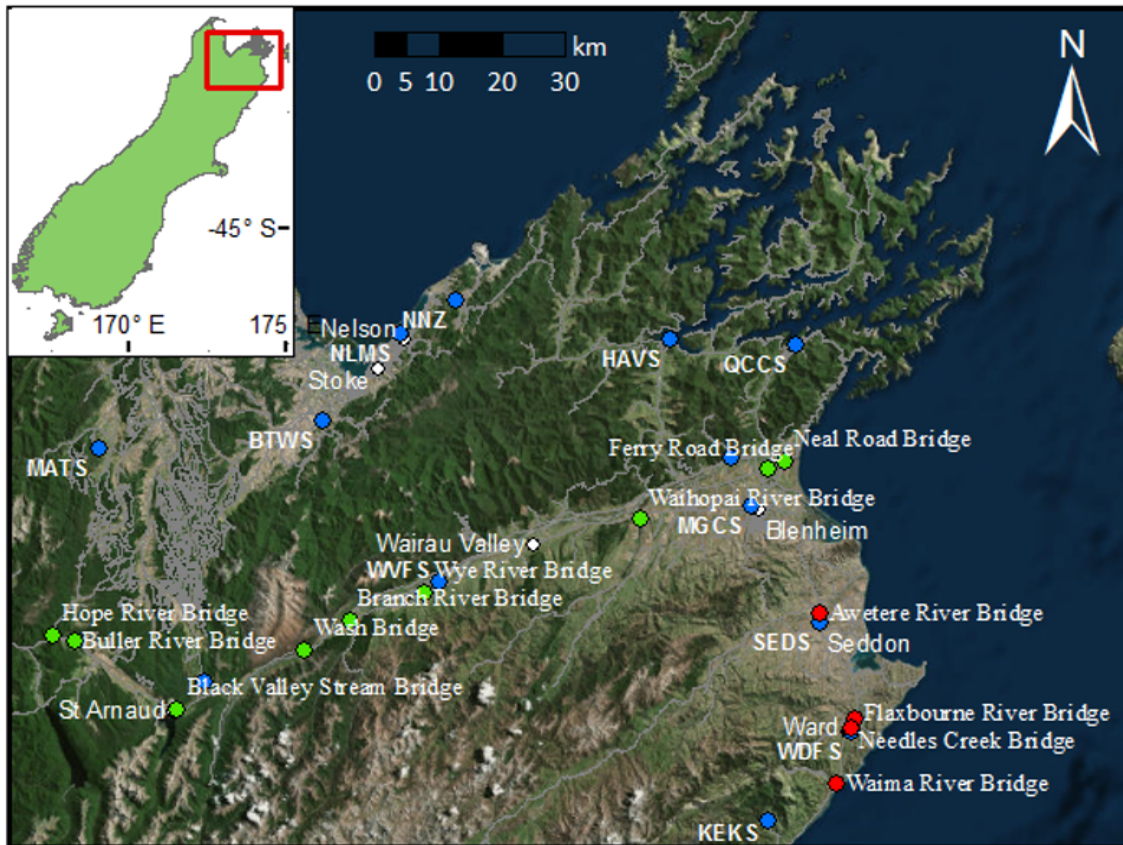 N
km
0 5 10 20 30
-45° S
170° E
175 E
Nelson
NNZ
NLMS
Stoke
HAVS
QCCS
BTWS
MATS
Ferry Road Bridge
Neal Road Bridge
Waihopai River Bridge
MGCS
Blenheim
Wairau Valley
WVFS
Wye River Bridge
Branch River Bridge
Wash Bridge
Hope River Bridge
Buller River Bridge
Black Valley Stream Bridge
St Arnaud
Awetere River Bridge
SEDS
Seddon
Flaxbourne River Bridge
Ward
Needles Creek Bridge
WDFS
Waima River Bridge
KEKS